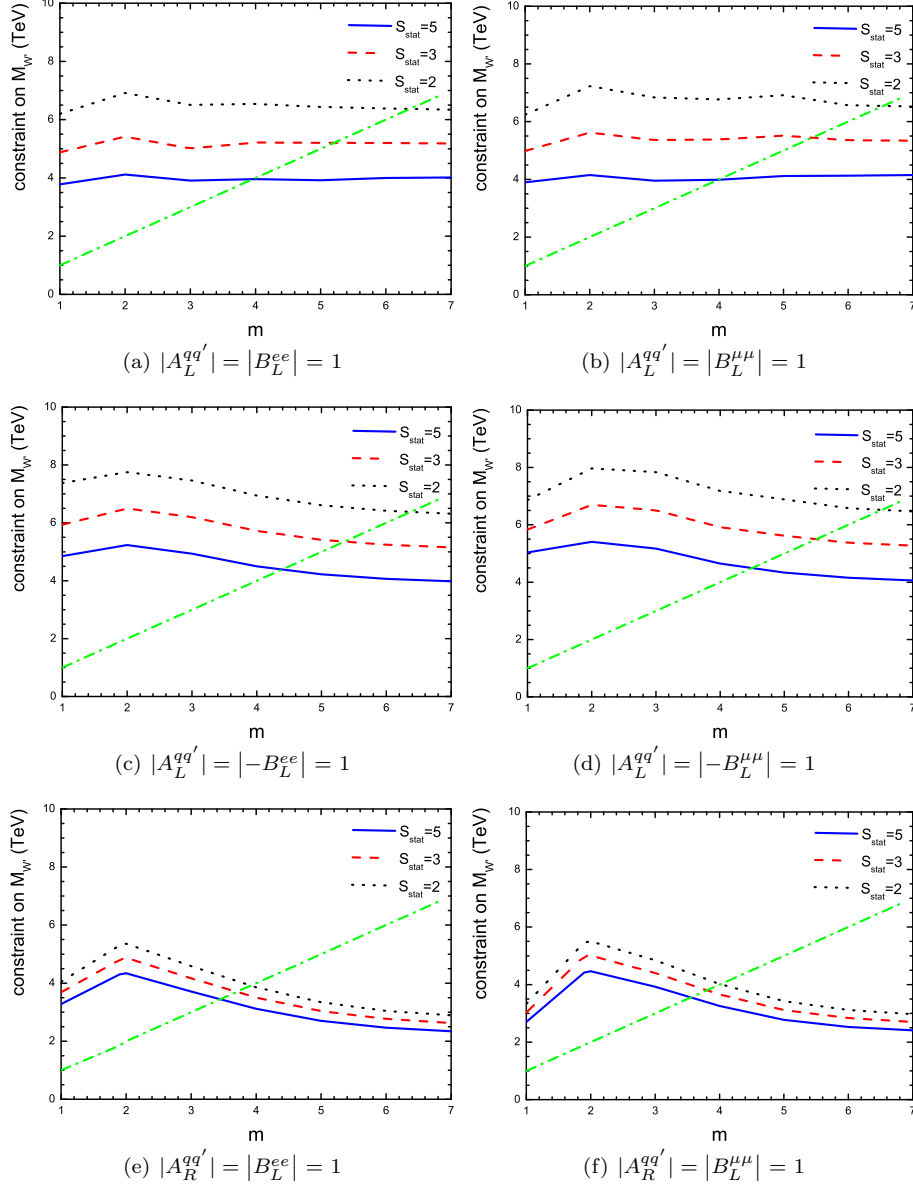 constraint on M_W' (TeV)
S_stat=5
S_stat=3
S_stat=2
10
8
6
4
2
0
1 2 3 4 5 6 7
m
(a) |A_L^{qq′}| = |B_L^{ee}| = 1
constraint on M_W' (TeV)
S_stat=5
S_stat=3
S_stat=2
10
8
6
4
2
0
1 2 3 4 5 6 7
m
(b) |A_L^{qq′}| = |B_L^{μμ}| = 1
constraint on M_W' (TeV)
S_stat=5
S_stat=3
S_stat=2
10
8
6
4
2
0
1 2 3 4 5 6 7
m
(c) |A_L^{qq′}| = |−B_L^{ee}| = 1
constraint on M_W' (TeV)
S_stat=5
S_stat=3
S_stat=2
10
8
6
4
2
0
1 2 3 4 5 6 7
m
(d) |A_L^{qq′}| = |−B_L^{μμ}| = 1
constraint on M_W' (TeV)
S_stat=5
S_stat=3
S_stat=2
10
8
6
4
2
0
1 2 3 4 5 6 7
m
(e) |A_R^{qq′}| = |B_L^{ee}| = 1
constraint on M_W' (TeV)
S_stat=5
S_stat=3
S_stat=2
10
8
6
4
2
0
1 2 3 4 5 6 7
m
(f) |A_R^{qq′}| = |B_L^{μμ}| = 1